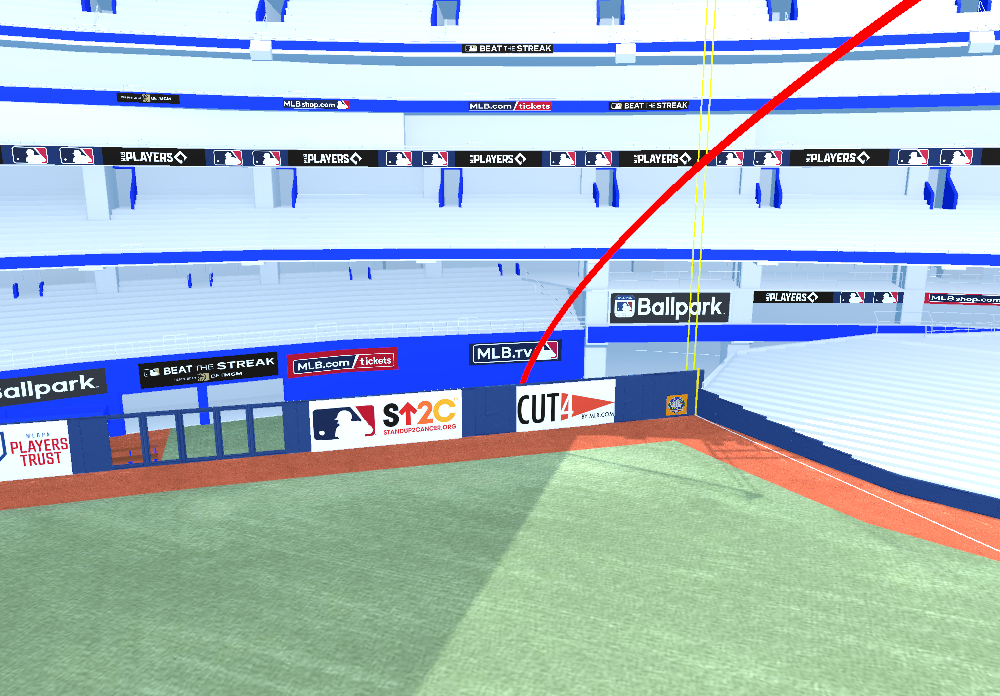 BEAT THE STREAK
MLBshop.com
MLB.com/tickets
BEAT THE STREAK
PLAYERS
PLAYERS
PLAYERS
PLAYERS
PLAYERS
Ballpark
PLAYERS
MLBshop.com
MLB.tv
MLB.com/tickets
BEAT THE STREAK
Ballpark
CUT4
BY MLB.COM
S↑2C
STANDUP2CANCER.ORG
PLAYERS
TRUST